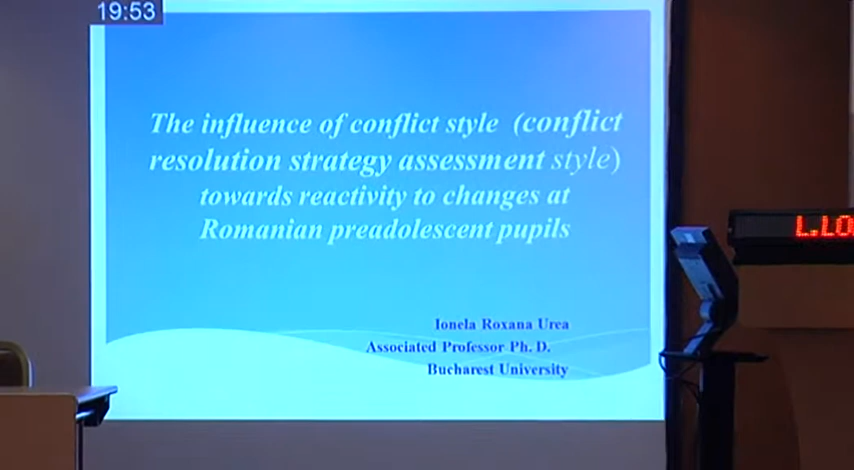 19:53
The influence of conflict style (conflict
resolution strategy assessment style)
towards reactivity to changes at
Romanian preadolescent pupils
Ionela Roxana Urea
Associated Professor Ph. D.
Bucharest University
L.LO